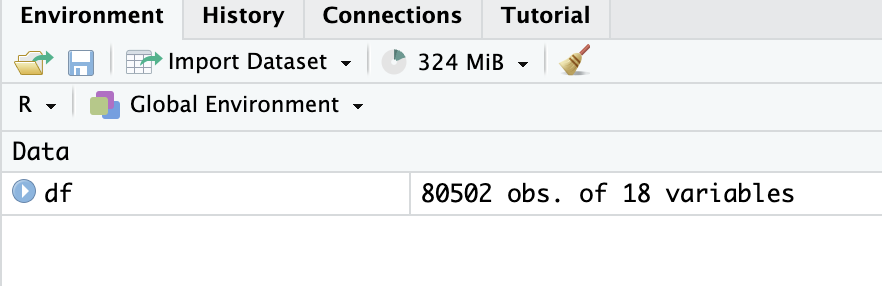 Environment History Connections Tutorial
Import Dataset 324 MiB
R Global Environment
Data
df 80502 obs. of 18 variables